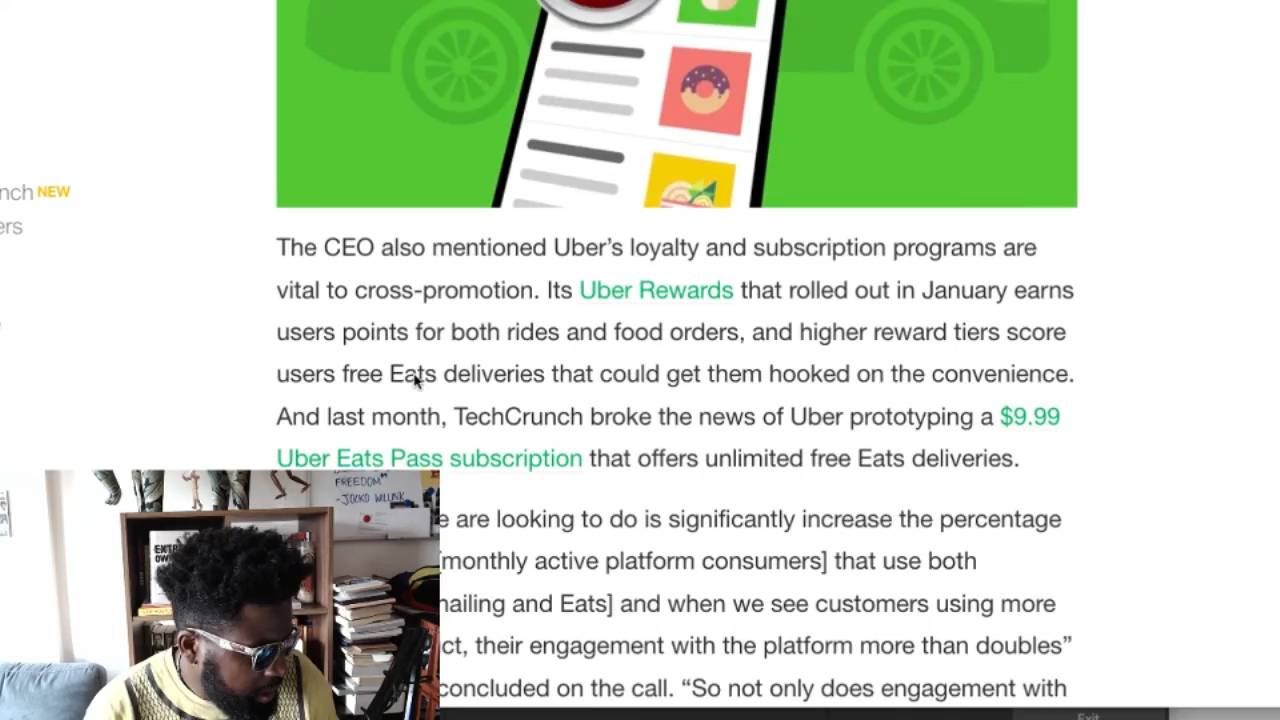 nch NEW
ers
The CEO also mentioned Uber's loyalty and subscription programs are
vital to cross-promotion. Its Uber Rewards that rolled out in January earns
users points for both rides and food orders, and higher reward tiers score
users free Eats deliveries that could get them hooked on the convenience.
And last month, TechCrunch broke the news of Uber prototyping a $9.99
Uber Eats Pass subscription that offers unlimited free Eats deliveries.
e are looking to do is significantly increase the percentage
[monthly active platform consumers] that use both
hailing and Eats] and when we see customers using more
ct, their engagement with the platform more than doubles”
concluded on the call. “So not only does engagement with
FREEDOM"
-JOCKO WILLINK
Exit